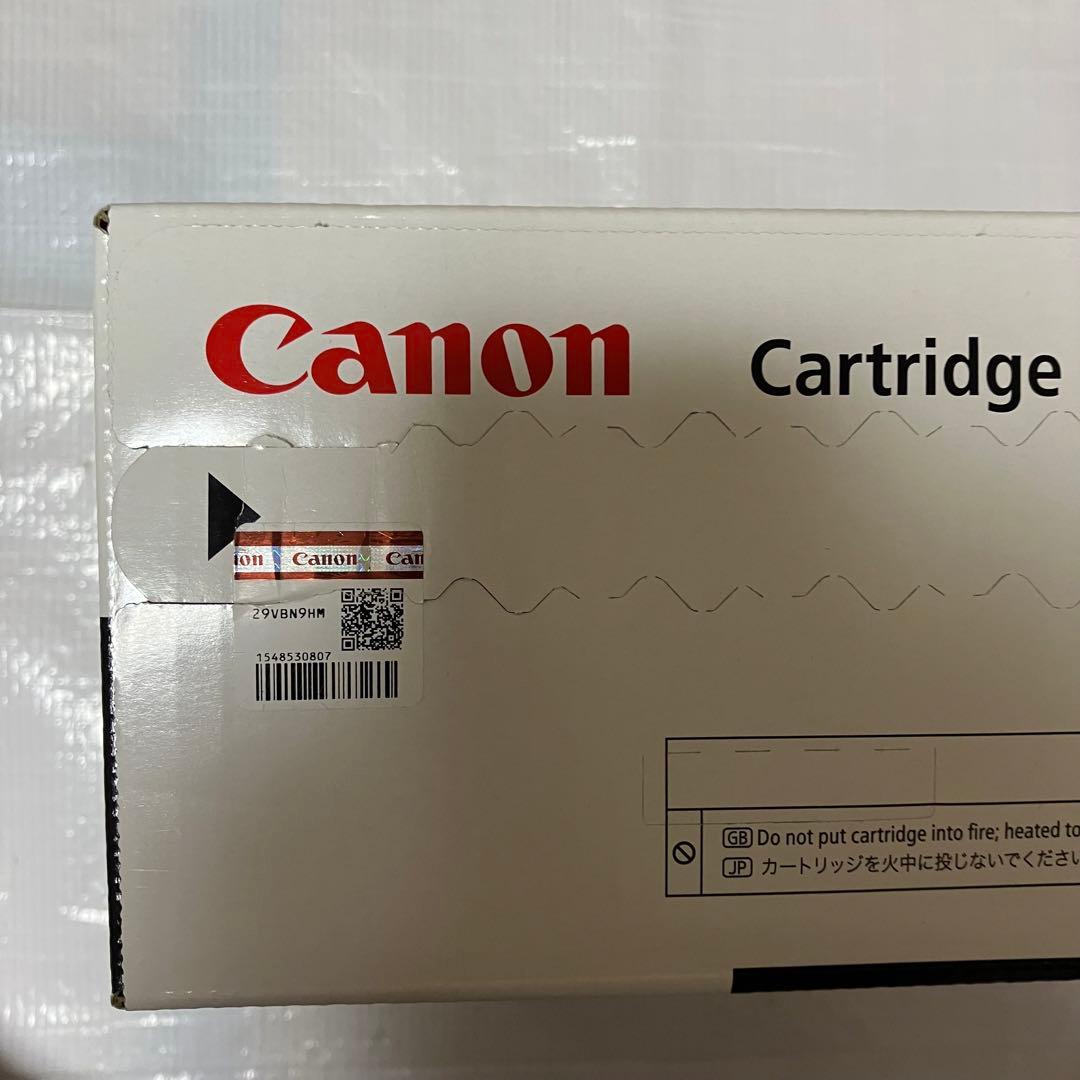 Canon
Cartridge
Canon
29VBN9HM
1548530807
GB Do not put cartridge into fire; heated to
JP カートリッジを火中に投じないでください